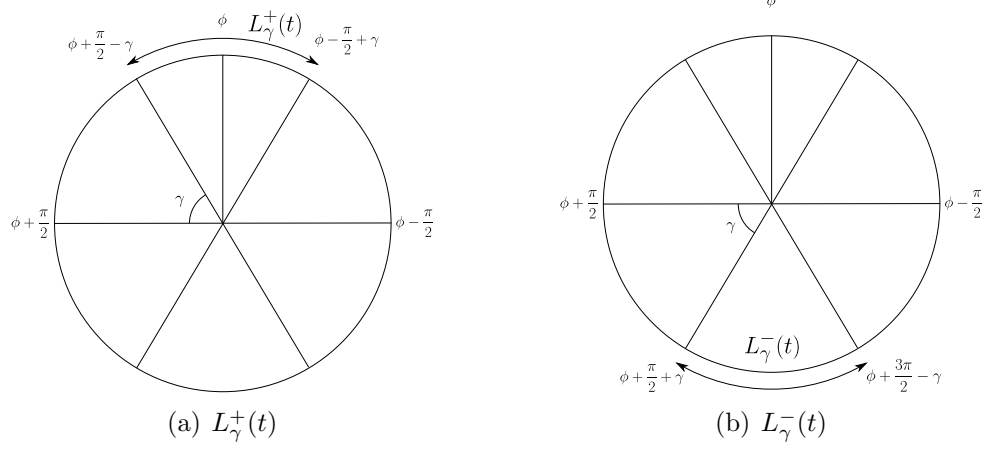 ϕ
L_γ^+(t)
ϕ + π/2 − γ
ϕ − π/2 + γ
γ
ϕ + π/2
ϕ − π/2
(a) L_γ^+(t)
ϕ
ϕ + π/2
ϕ − π/2
γ
L_γ^−(t)
ϕ + π/2 + γ
ϕ + 3π/2 − γ
(b) L_γ^−(t)